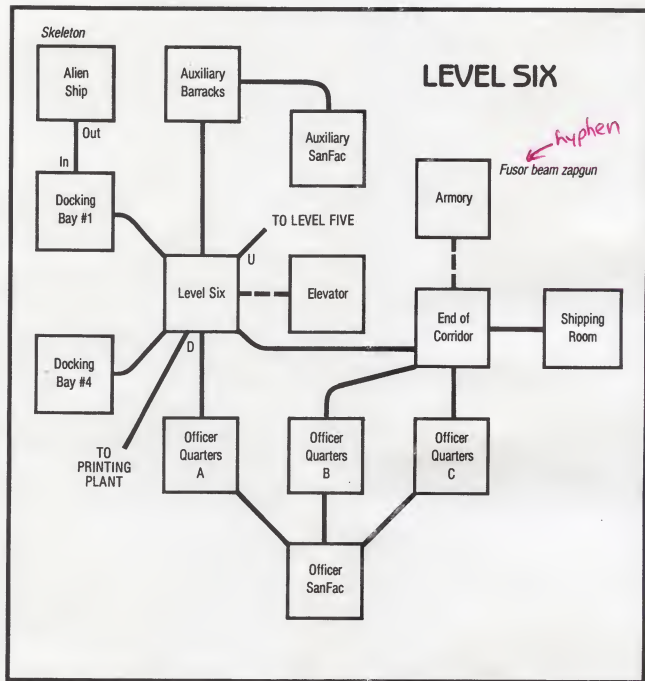 LEVEL SIX
Skeleton
Alien
Ship
Out
In
Docking
Bay #1
Auxiliary
Barracks
Auxiliary
SanFac
hyphen
Fusor beam zapgun
Armory
TO LEVEL FIVE
U
Level Six
Elevator
End of
Corridor
Shipping
Room
D
Docking
Bay #4
TO
PRINTING
PLANT
Officer
Quarters
A
Officer
Quarters
B
Officer
Quarters
C
Officer
SanFac